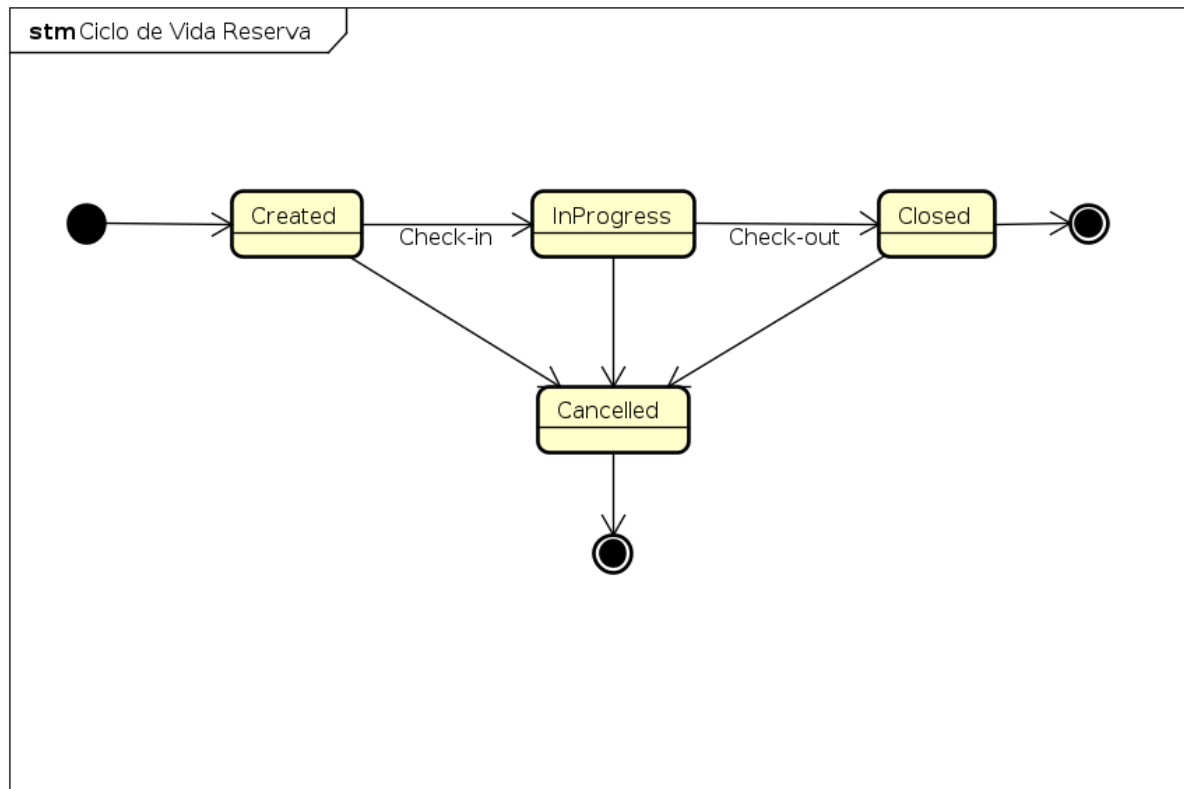 stm Ciclo de Vida Reserva
Created
Check-in
InProgress
Check-out
Closed
Cancelled